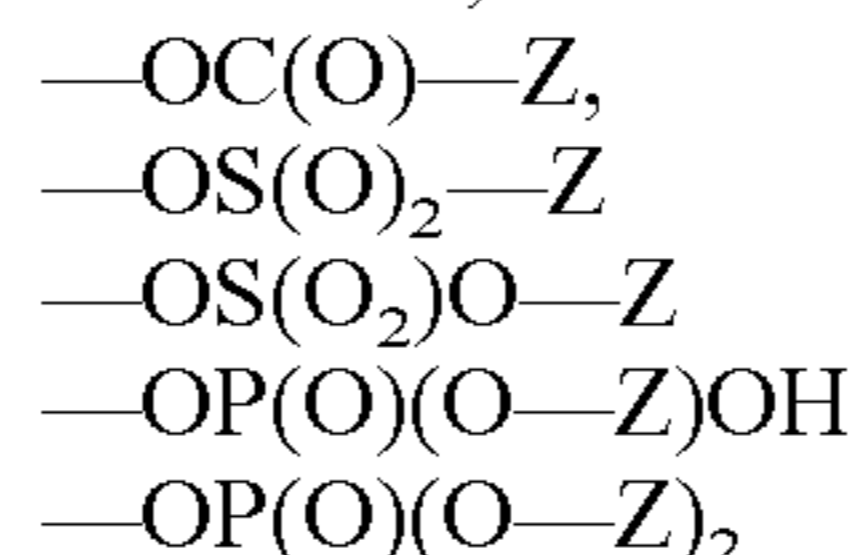 —OC(O)—Z,
—OS(O)₂—Z
—OS(O₂)O—Z
—OP(O)(O—Z)OH
—OP(O)(O—Z)₂